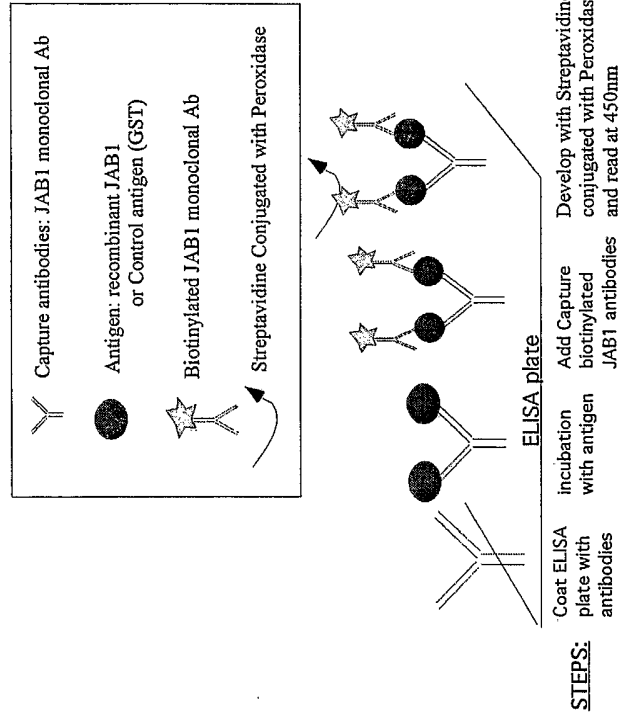 Capture antibodies: JAB1 monoclonal Ab
Antigen: recombinant JAB1
or Control antigen (GST)
Biotinylated JAB1 monoclonal Ab
Streptavidine Conjugated with Peroxidase
ELISA plate
STEPS:
Coat ELISA
plate with
antibodies
incubation
with antigen
Add Capture
biotinylated
JAB1 antibodies
Develop with Streptavidine
conjugated with Peroxidase
and read at 450nm